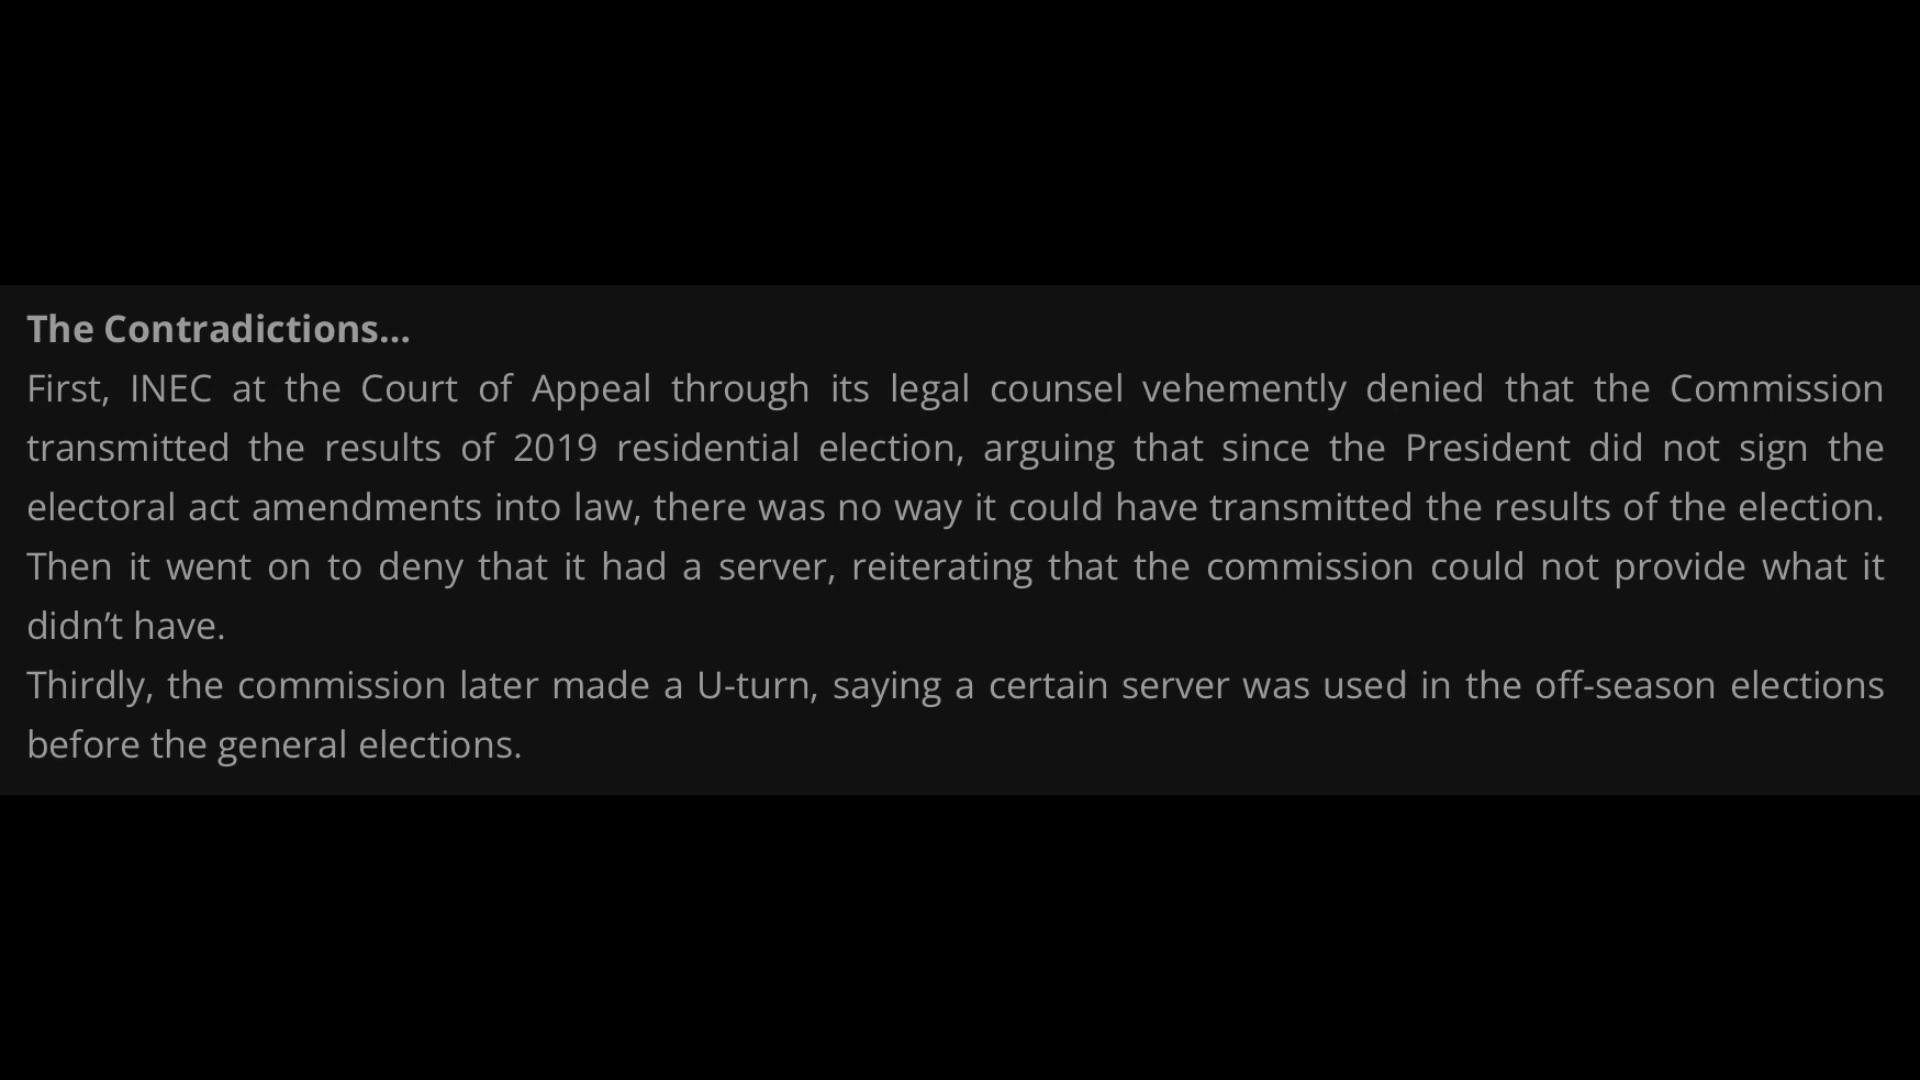 The Contradictions...
First, INEC at the Court of Appeal through its legal counsel vehemently denied that the Commission
transmitted the results of 2019 residential election, arguing that since the President did not sign the
electoral act amendments into law, there was no way it could have transmitted the results of the election.
Then it went on to deny that it had a server, reiterating that the commission could not provide what it
didn’t have.
Thirdly, the commission later made a U-turn, saying a certain server was used in the off-season elections
before the general elections.